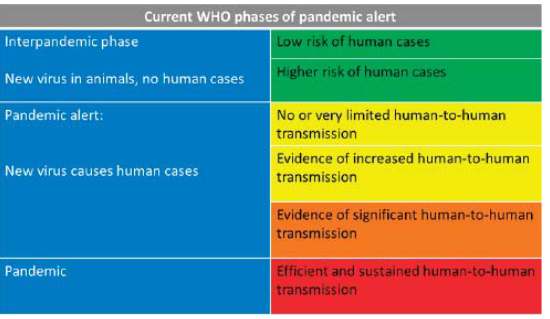 Current WHO phases of pandemic alert
Interpandemic phase
Low risk of human cases
New virus in animals, no human cases
Higher risk of human cases
Pandemic alert:
No or very limited human-to-human
transmission
New virus causes human cases
Evidence of increased human-to-human
transmission
Evidence of significant human-to-human
transmission
Pandemic
Efficient and sustained human-to-human
transmission